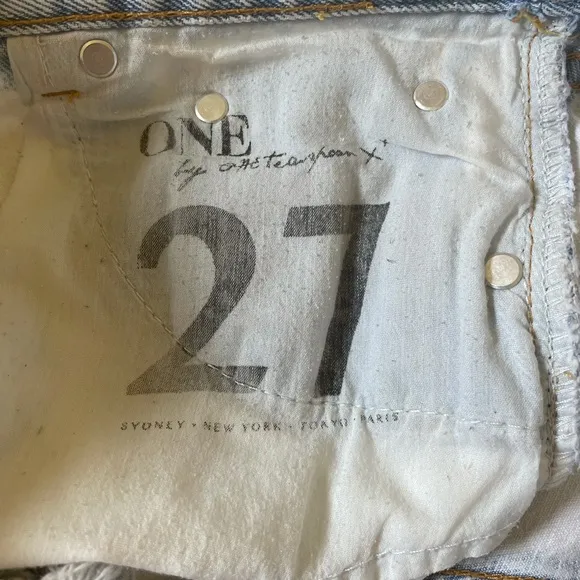 ONE
by oNEteaspoon X
27
SYDNEY • NEW YORK • TOKYO • PARIS